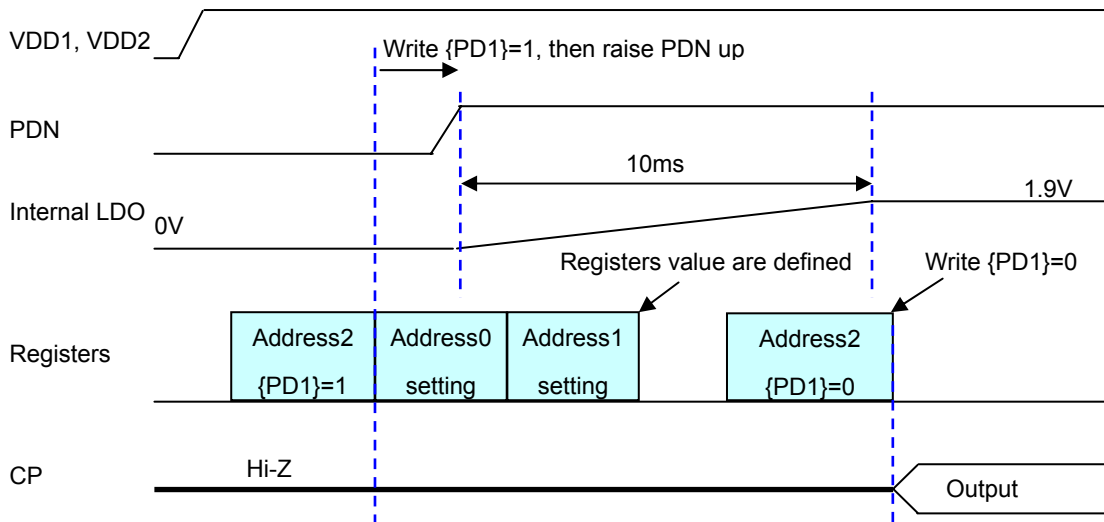 VDD1, VDD2
Write {PD1}=1, then raise PDN up
PDN
10ms
1.9V
Internal LDO
0V
Registers value are defined
Write {PD1}=0
Registers
Address2
{PD1}=1
Address0
setting
Address1
setting
Address2
{PD1}=0
CP
Hi-Z
Output